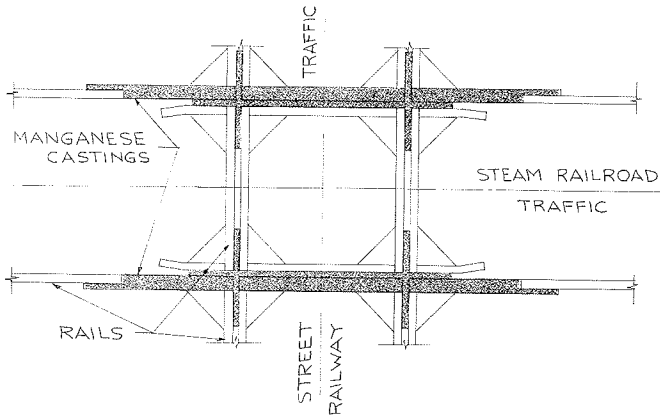 TRAFFIC
MANGANESE
CASTINGS
STEAM RAILROAD
TRAFFIC
RAILS
STREET
RAILWAY